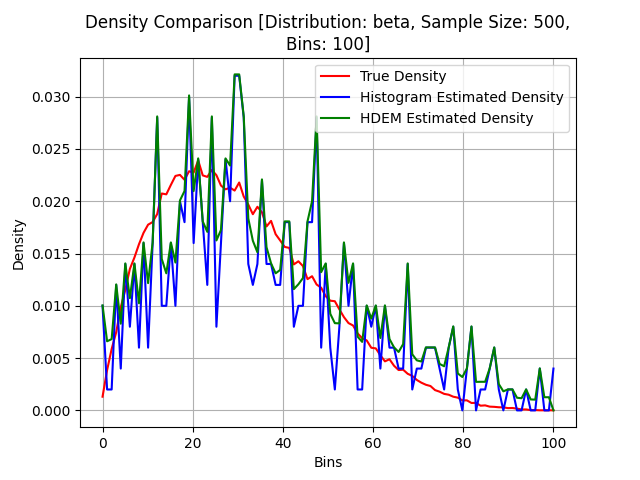 Density Comparison [Distribution: beta, Sample Size: 500,
Bins: 100]
True Density
Histogram Estimated Density
HDEM Estimated Density
Density
0.030
0.025
0.020
0.015
0.010
0.005
0.000
0 20 40 60 80 100
Bins